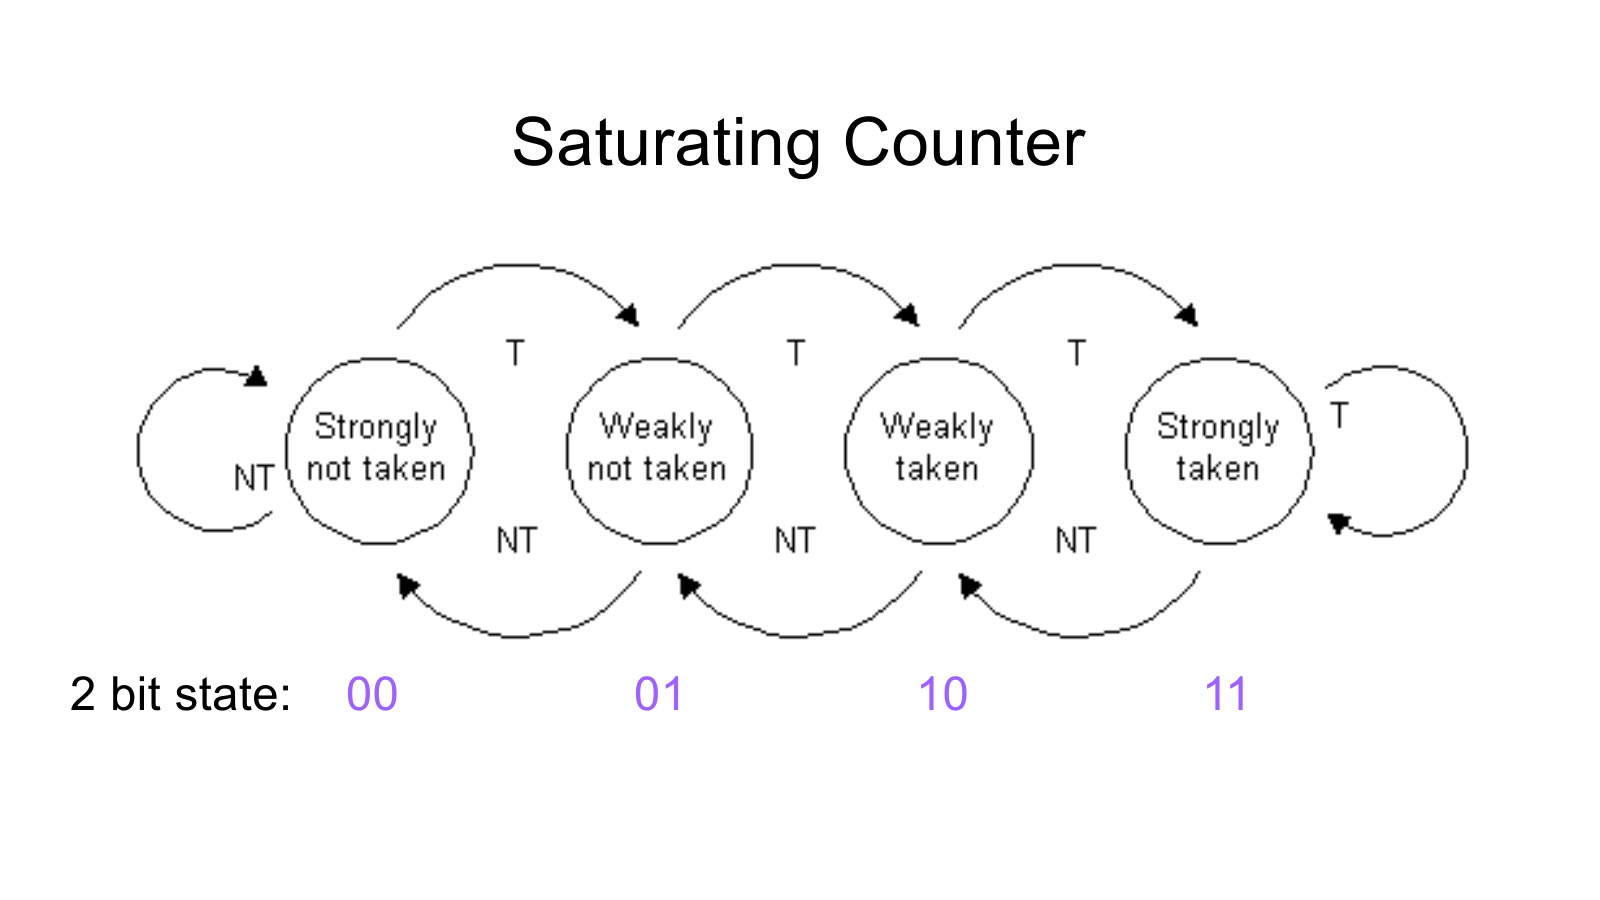 Saturating Counter
T T T
Strongly not taken
Weakly not taken
Weakly taken
Strongly taken
T
NT
NT NT NT
2 bit state: 00 01 10 11